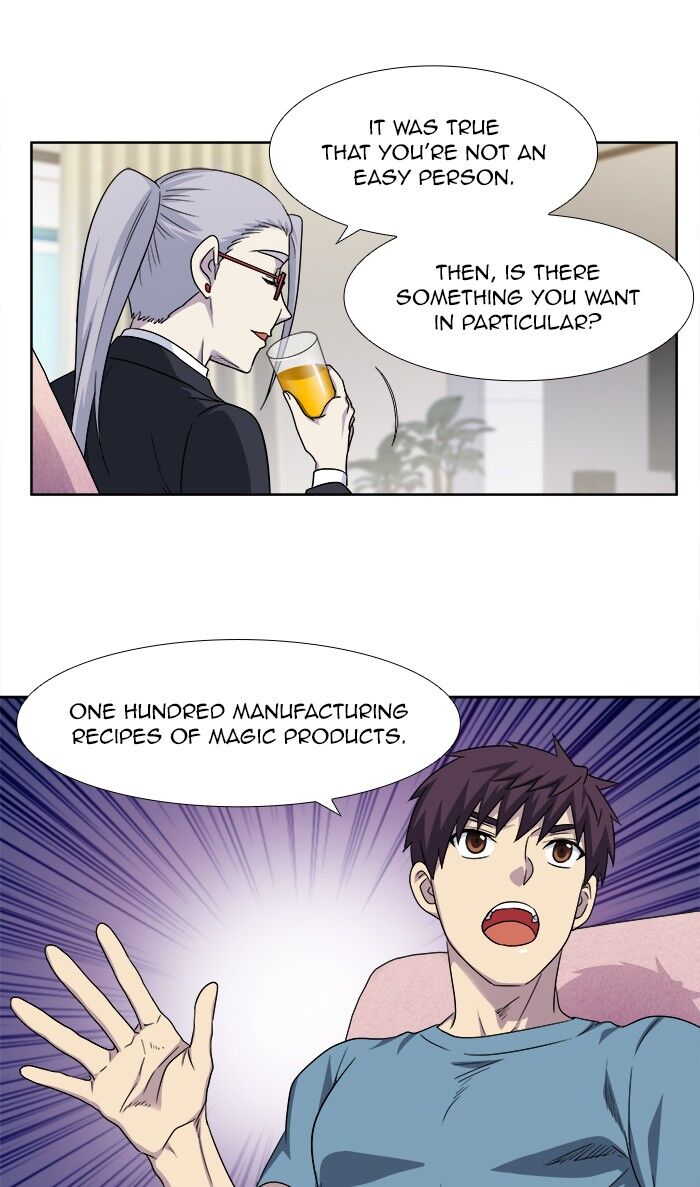 IT WAS TRUE
THAT YOU'RE NOT AN
EASY PERSON.
THEN, IS THERE
SOMETHING YOU WANT
IN PARTICULAR?
ONE HUNDRED MANUFACTURING
RECIPES OF MAGIC PRODUCTS.